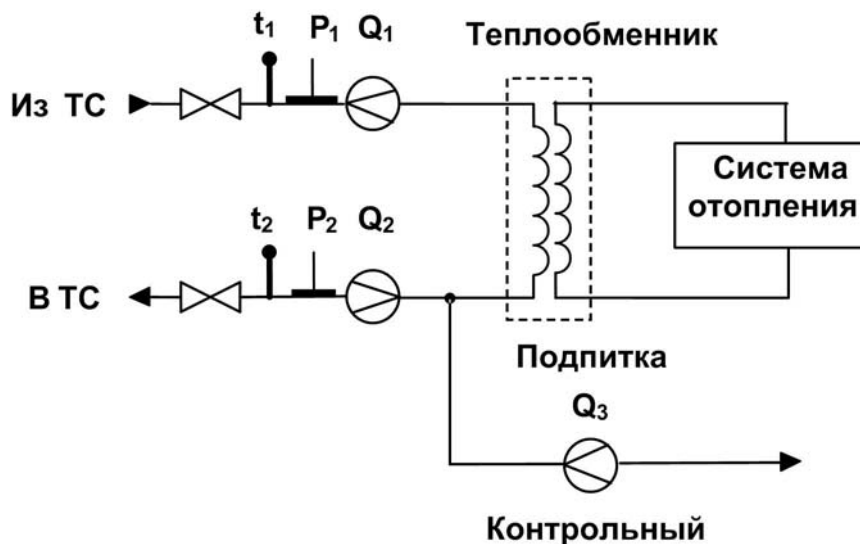 t₁ P₁ Q₁ Теплообменник
Из ТС
Система
отопления
t₂ P₂ Q₂
В ТС
Подпитка
Q₃
Контрольный